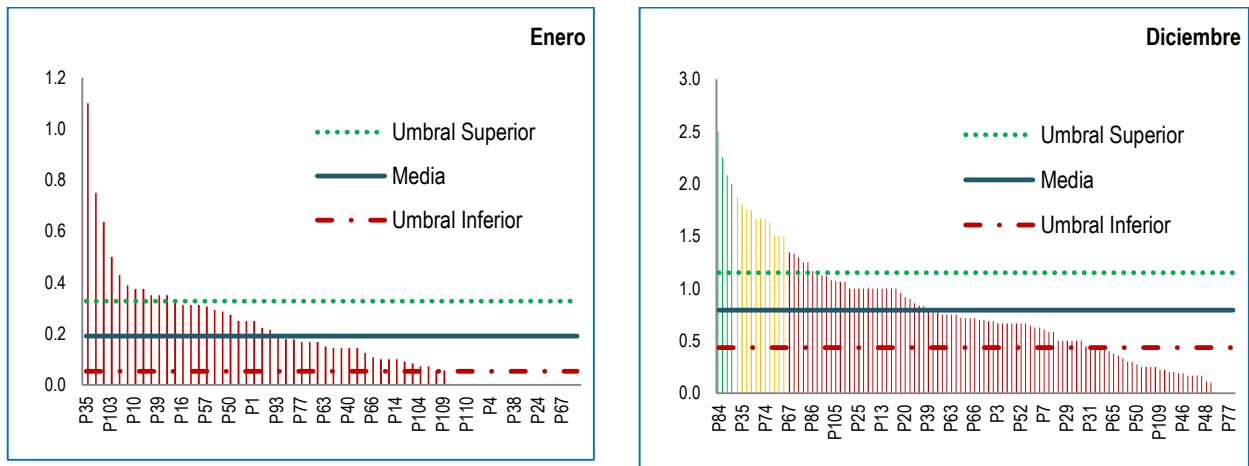 Enero
1.2
1.0
0.8
0.6
0.4
0.2
0.0
Umbral Superior
Media
Umbral Inferior
P35
P103
P10
P39
P16
P57
P50
P1
P93
P77
P63
P40
P66
P14
P104
P109
P110
P4
P38
P24
P67
Diciembre
3.0
2.5
2.0
1.5
1.0
0.5
0.0
Umbral Superior
Media
Umbral Inferior
P84
P35
P74
P67
P86
P105
P25
P13
P20
P39
P63
P66
P3
P52
P7
P29
P31
P65
P50
P109
P46
P48
P77